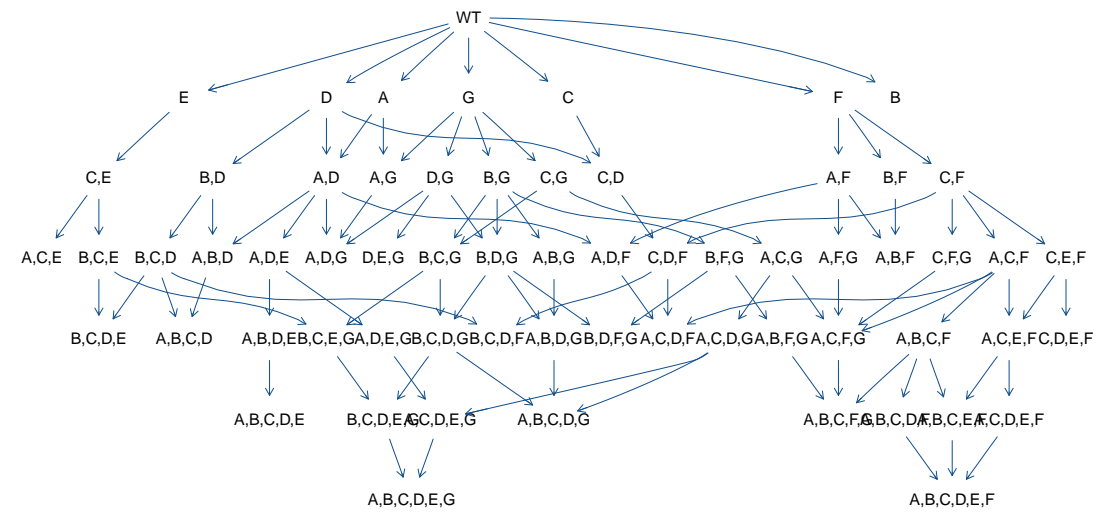 WT
E D A G C F B
C,E B,D A,D A,G D,G B,G C,G C,D A,F B,F C,F
A,C,E B,C,E B,C,D A,B,D A,D,E A,D,G D,E,G B,C,G B,D,G A,B,G A,D,F C,D,F B,F,G A,C,G A,F,G A,B,F C,F,G A,C,F C,E,F
B,C,D,E A,B,C,D A,B,D,E B,C,E,G A,D,E,G B,C,D,G B,C,D,F A,B,D,G B,D,F,G A,C,D,F A,C,D,G A,B,F,G A,C,F,G A,B,C,F A,C,E,F C,D,E,F
A,B,C,D,E B,C,D,E,G A,C,D,E,G A,B,C,D,G A,B,C,F,G A,B,C,D,F A,B,C,E,F A,C,D,E,F
A,B,C,D,E,G A,B,C,D,E,F